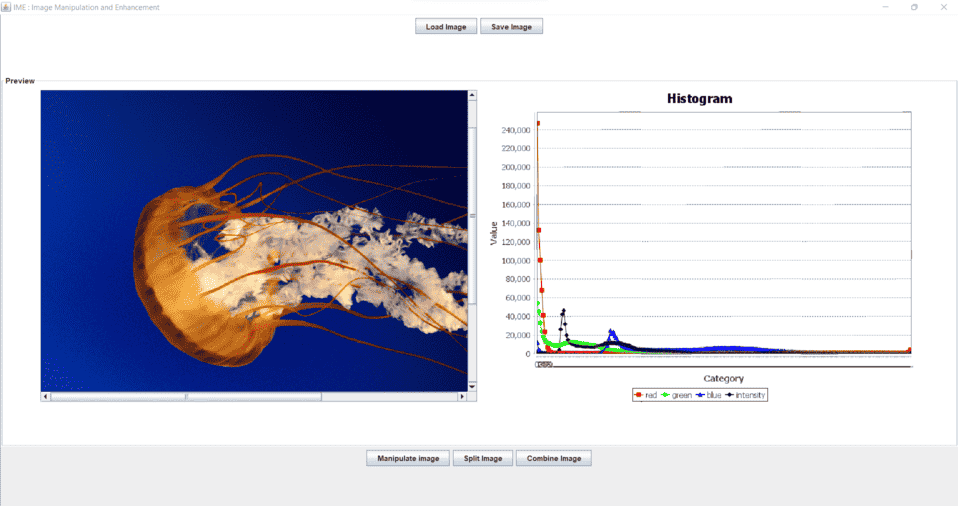 IME : Image Manipulation and Enhancement
Load Image
Save Image
Preview
Histogram
240,000
220,000
200,000
180,000
160,000
140,000
120,000
100,000
80,000
60,000
40,000
20,000
0
Value
Category
red green blue intensity
Manipulate Image
Split Image
Combine Image